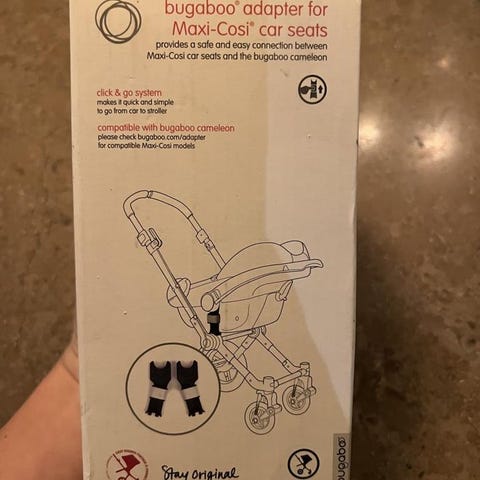 bugaboo® adapter for
Maxi-Cosi® car seats
provides a safe and easy connection between
Maxi-Cosi car seats and the bugaboo cameleon
click & go system
makes it quick and simple
to go from car to stroller
compatible with bugaboo cameleon
please check bugaboo.com/adapter
for compatible Maxi-Cosi models
Stay original
bugaboo